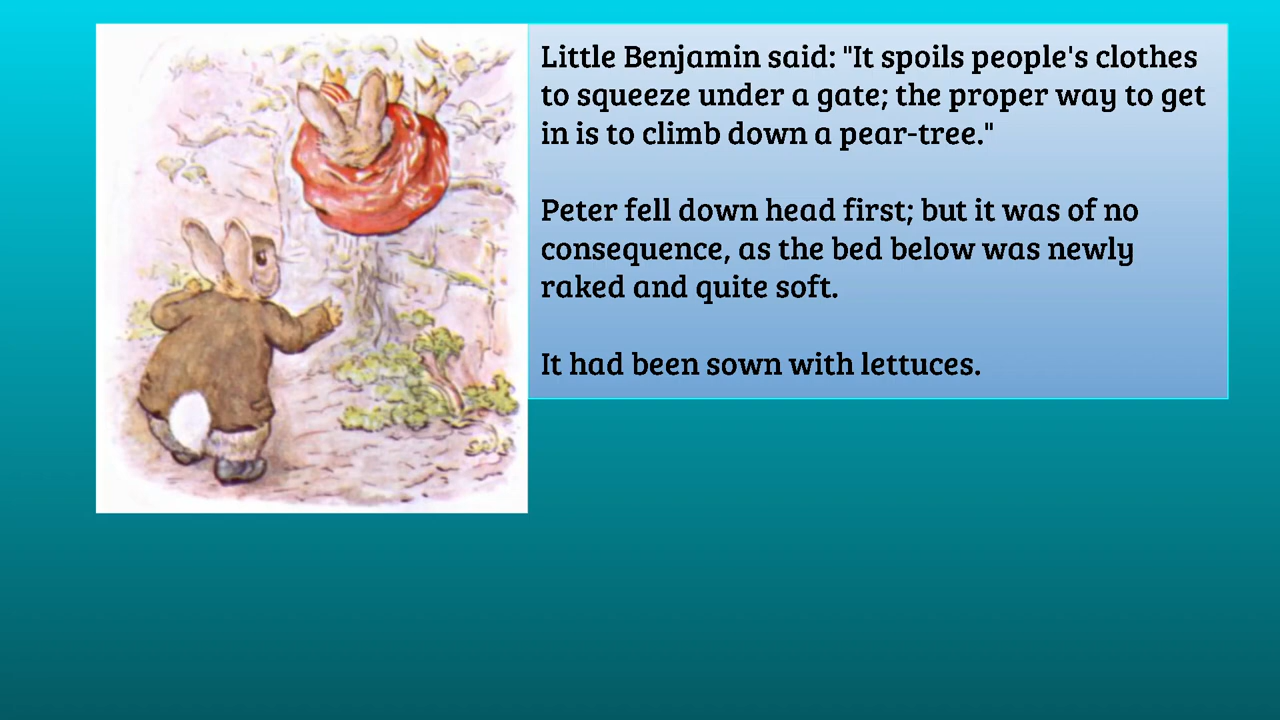 Little Benjamin said: "It spoils people's clothes
to squeeze under a gate; the proper way to get
in is to climb down a pear-tree."
Peter fell down head first; but it was of no
consequence, as the bed below was newly
raked and quite soft.
It had been sown with lettuces.